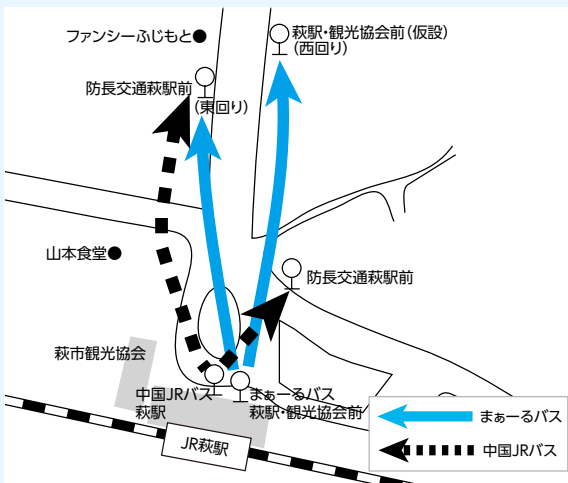 ファンシーふじもと●
萩駅・観光協会前(仮設)
(西回り)
防長交通萩駅前
(東回り)
山本食堂●
防長交通萩駅前
萩市観光協会
中国JRバス
萩駅
まぁーるバス
萩駅・観光協会前
JR萩駅
まぁーるバス
中国JRバス